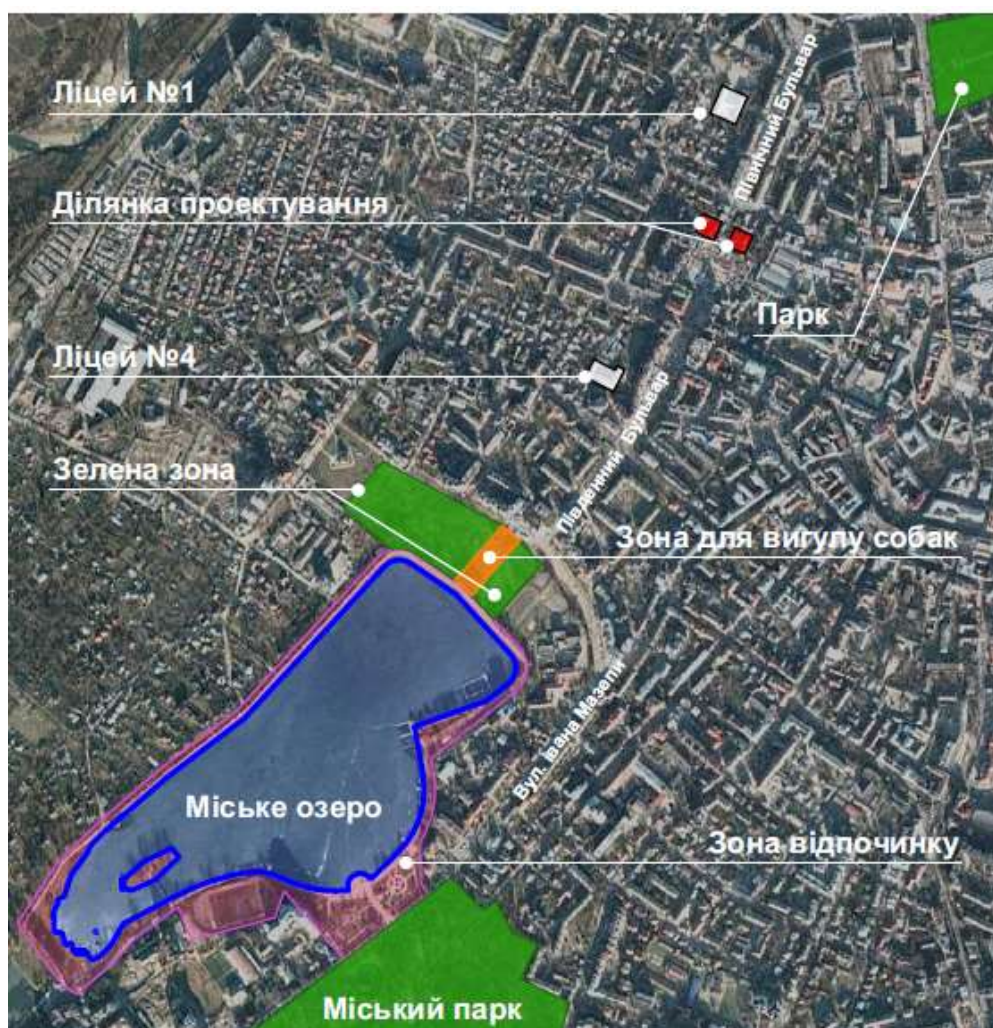 Ліцей №1
Північний Бульвар
Ділянка проектування
Парк
Ліцей №4
Південний Бульвар
Зелена зона
Зона для вигулу собак
Вул. Івана Мазепи
Міське озеро
Зона відпочинку
Міський парк